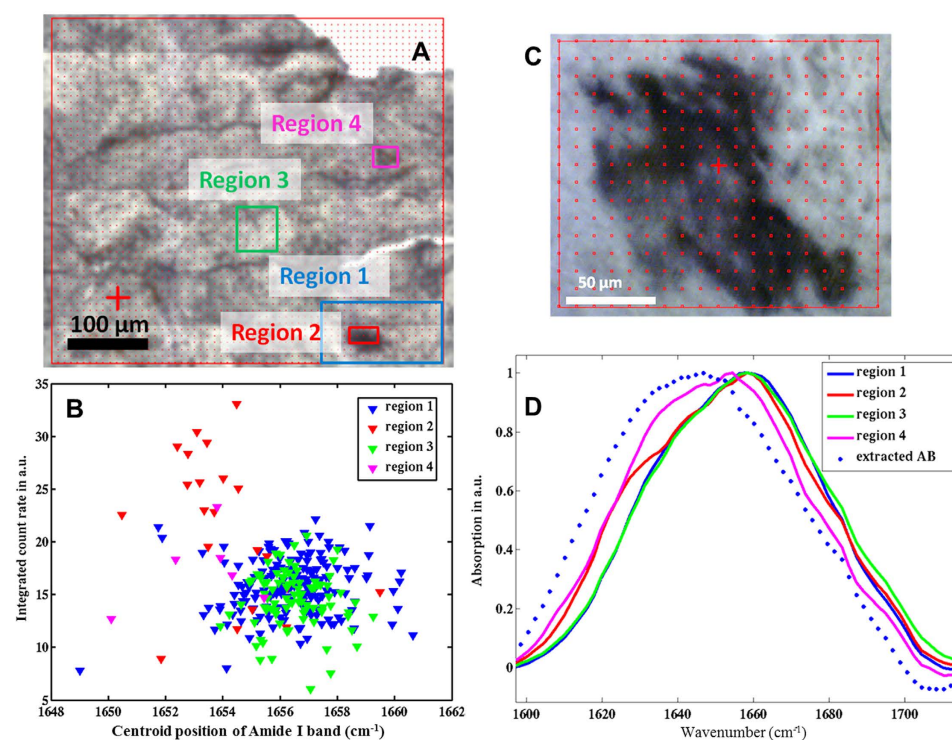 A
Region 4
Region 3
Region 1
Region 2
100 µm
C
50 µm
B
35
30
25
20
15
10
5
Integrated count rate in a.u.
region 1
region 2
region 3
region 4
1648 1650 1652 1654 1656 1658 1660 1662
Centroid position of Amide I band (cm-1)
D
1
0.8
0.6
0.4
0.2
0
Absorption in a.u.
region 1
region 2
region 3
region 4
extracted AB
1600 1620 1640 1660 1680 1700
Wavenumber (cm-1)